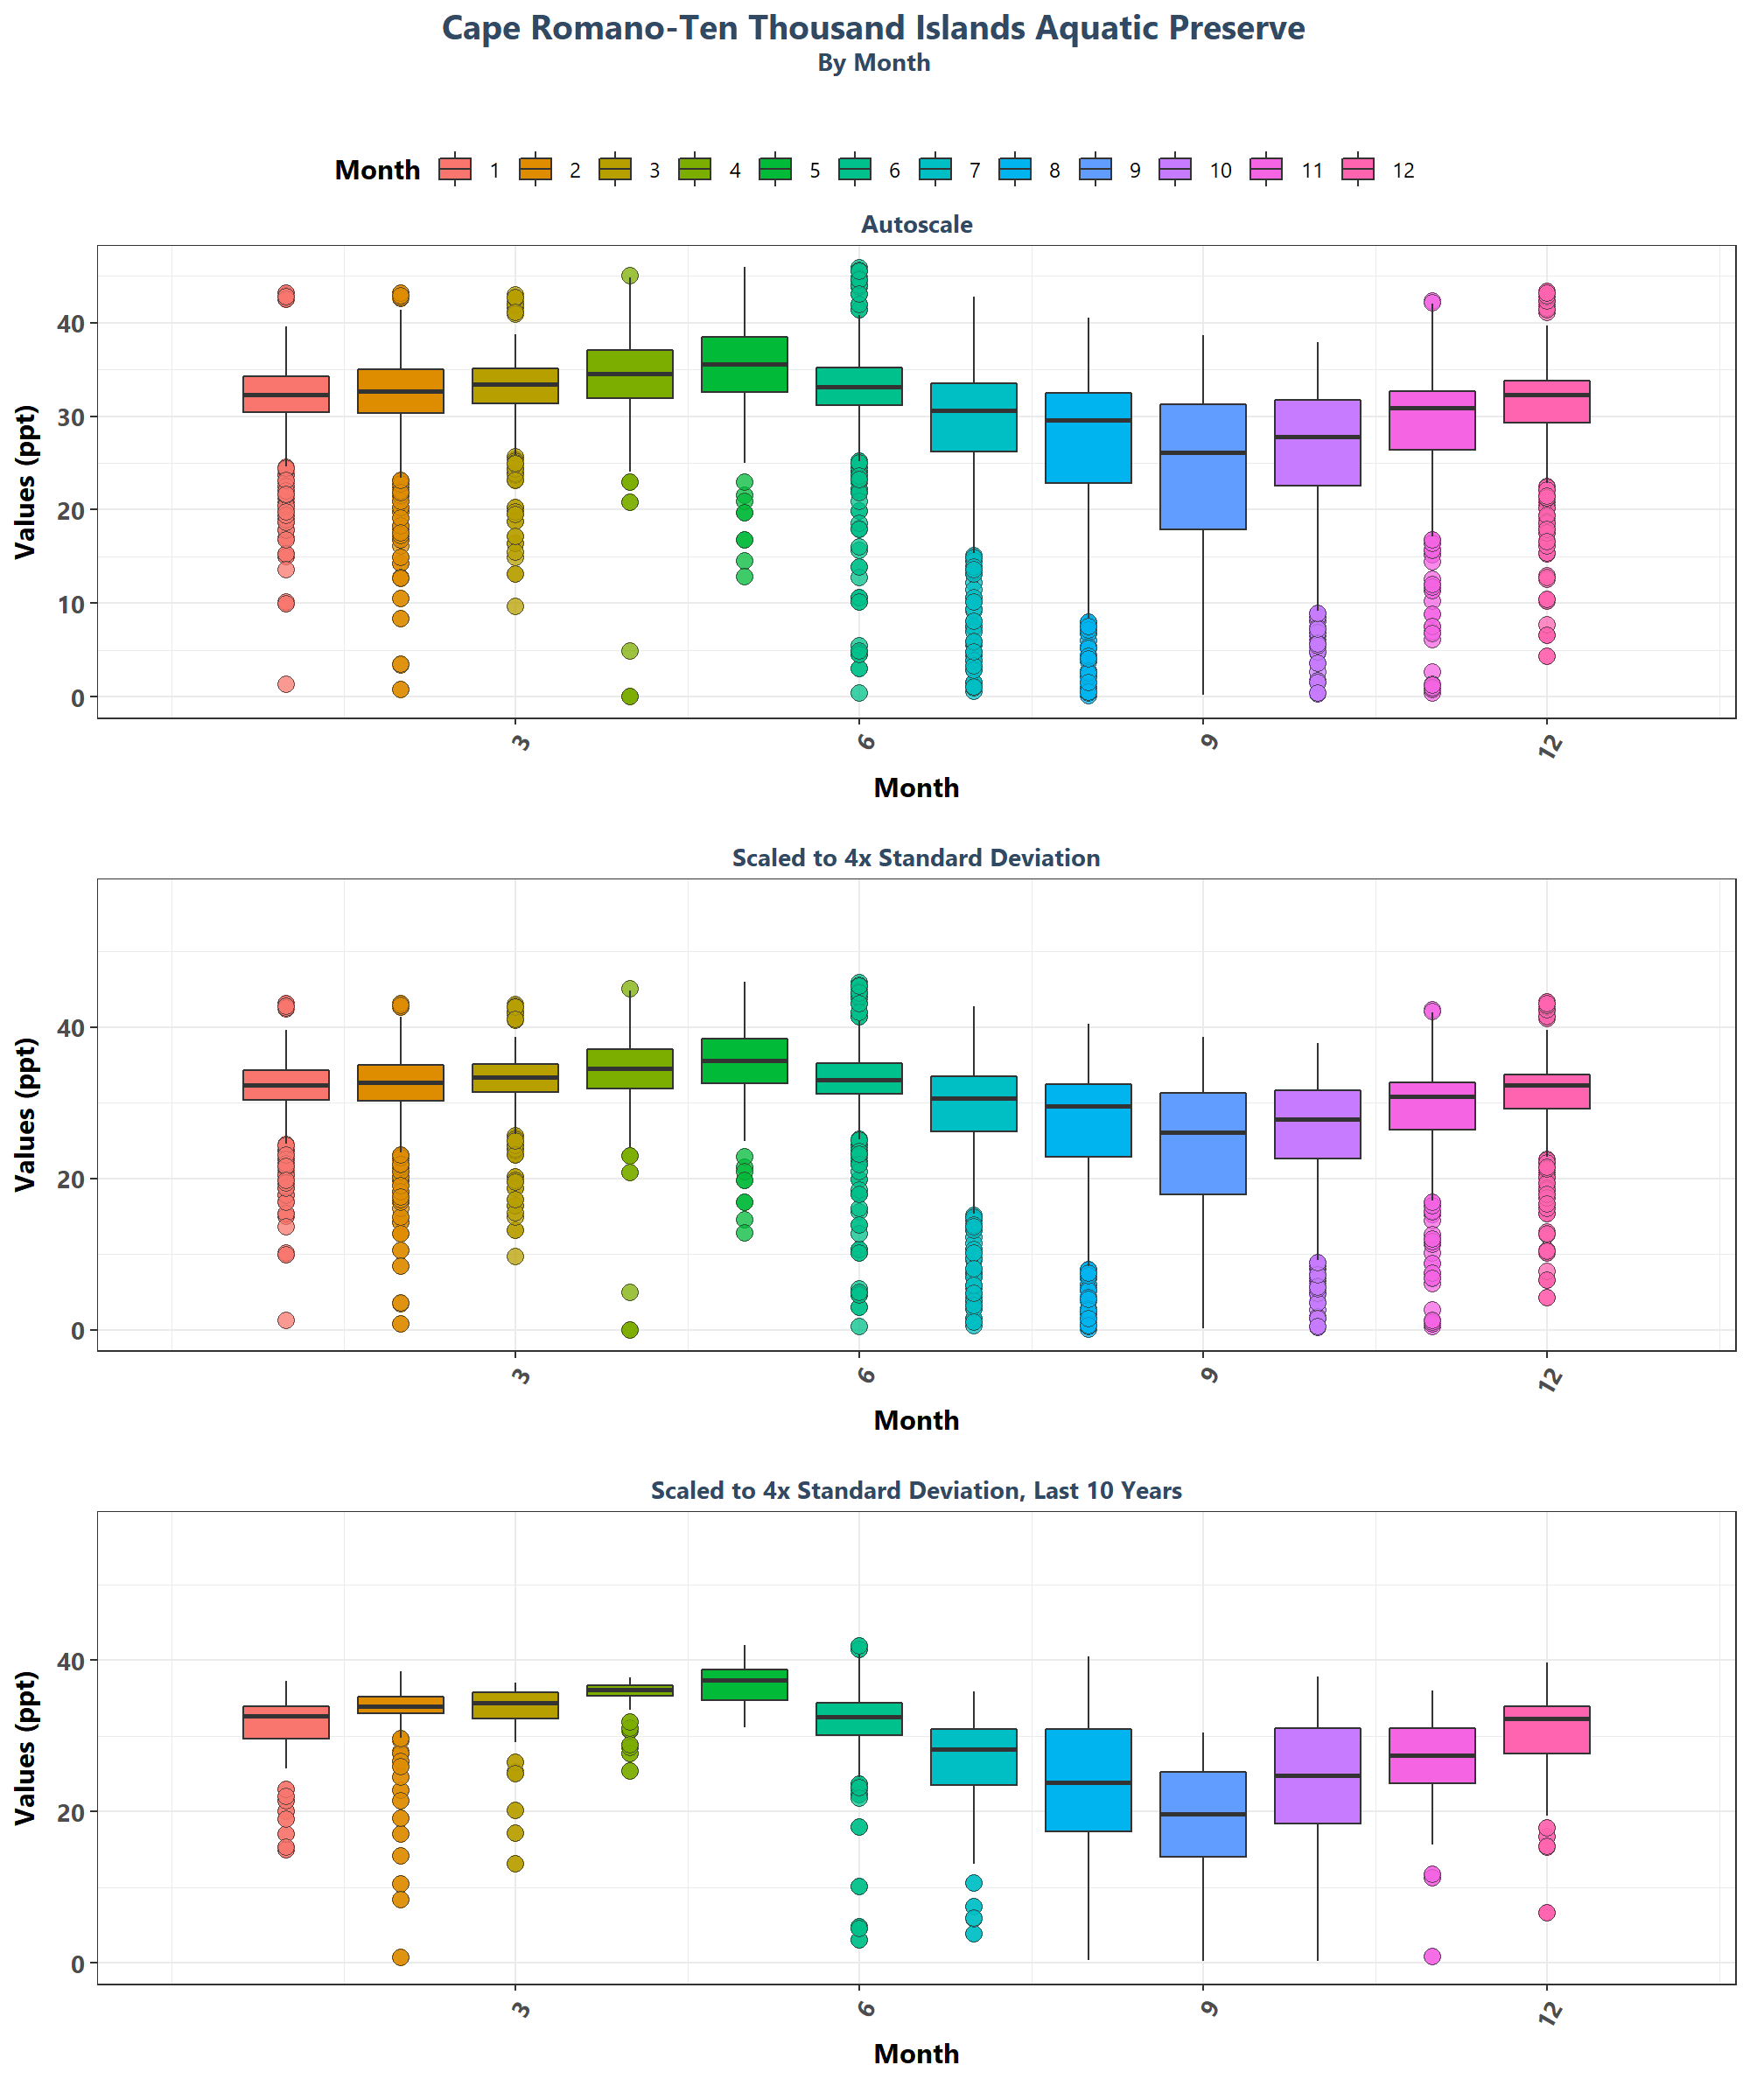 Cape Romano-Ten Thousand Islands Aquatic Preserve
By Month
Month 1 2 3 4 5 6 7 8 9 10 11 12
Autoscale
Values (ppt)
40
30
20
10
0
3 6 9 12
Month
Scaled to 4x Standard Deviation
Values (ppt)
40
20
0
3 6 9 12
Month
Scaled to 4x Standard Deviation, Last 10 Years
Values (ppt)
40
20
0
3 6 9 12
Month